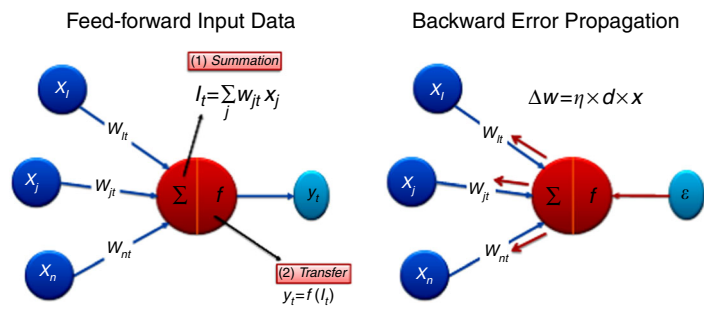 Feed-forward Input Data
(1) Summation
I_t=∑_j w_jt x_j
X_I
W_It
X_j
W_jt
∑ f
y_t
X_n
W_nt
(2) Transfer
y_t=f (I_t)
Backward Error Propagation
Δw=η×d×x
X_I
W_It
X_j
W_jt
∑ f
ε
X_n
W_nt